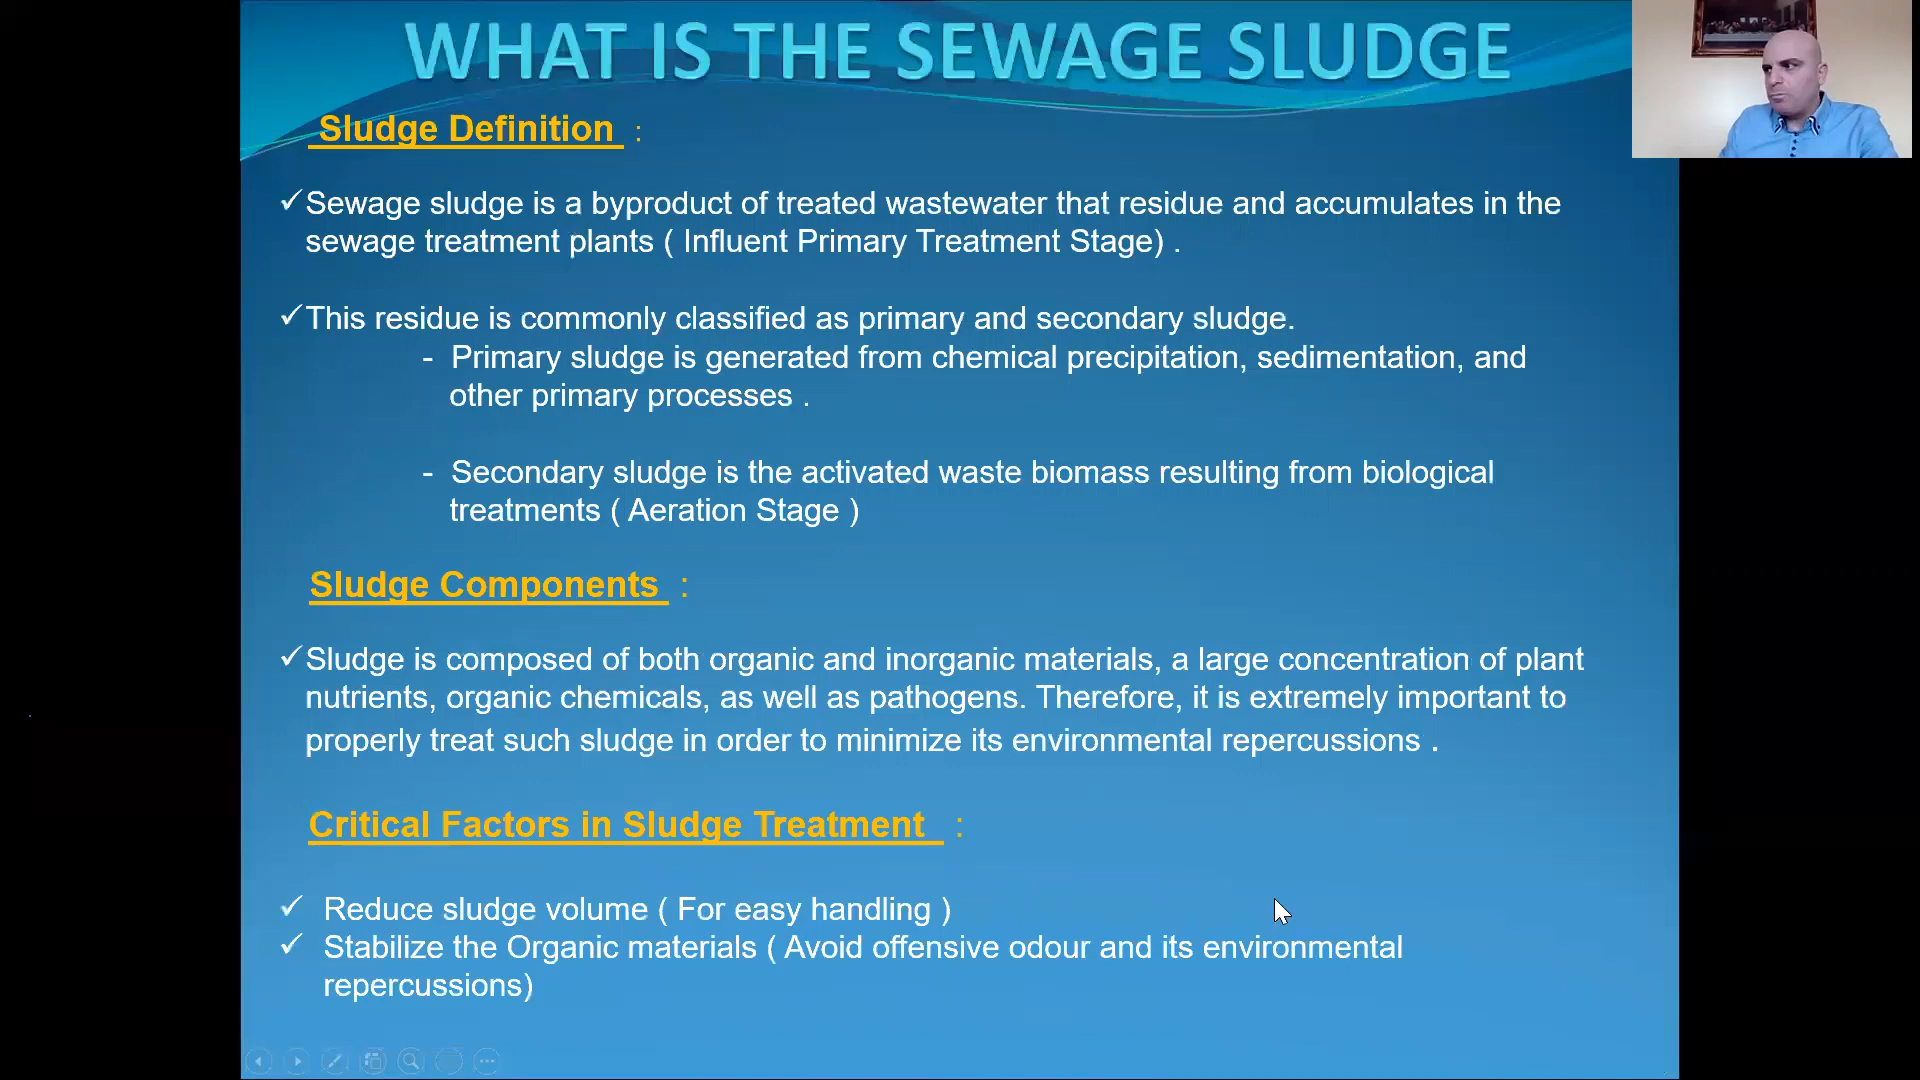 WHAT IS THE SEWAGE SLUDGE
Sludge Definition :
✓Sewage sludge is a byproduct of treated wastewater that residue and accumulates in the
sewage treatment plants ( Influent Primary Treatment Stage) .
✓This residue is commonly classified as primary and secondary sludge.
- Primary sludge is generated from chemical precipitation, sedimentation, and
other primary processes .
- Secondary sludge is the activated waste biomass resulting from biological
treatments ( Aeration Stage )
Sludge Components :
✓Sludge is composed of both organic and inorganic materials, a large concentration of plant
nutrients, organic chemicals, as well as pathogens. Therefore, it is extremely important to
properly treat such sludge in order to minimize its environmental repercussions .
Critical Factors in Sludge Treatment :
✓ Reduce sludge volume ( For easy handling )
✓ Stabilize the Organic materials ( Avoid offensive odour and its environmental
repercussions)